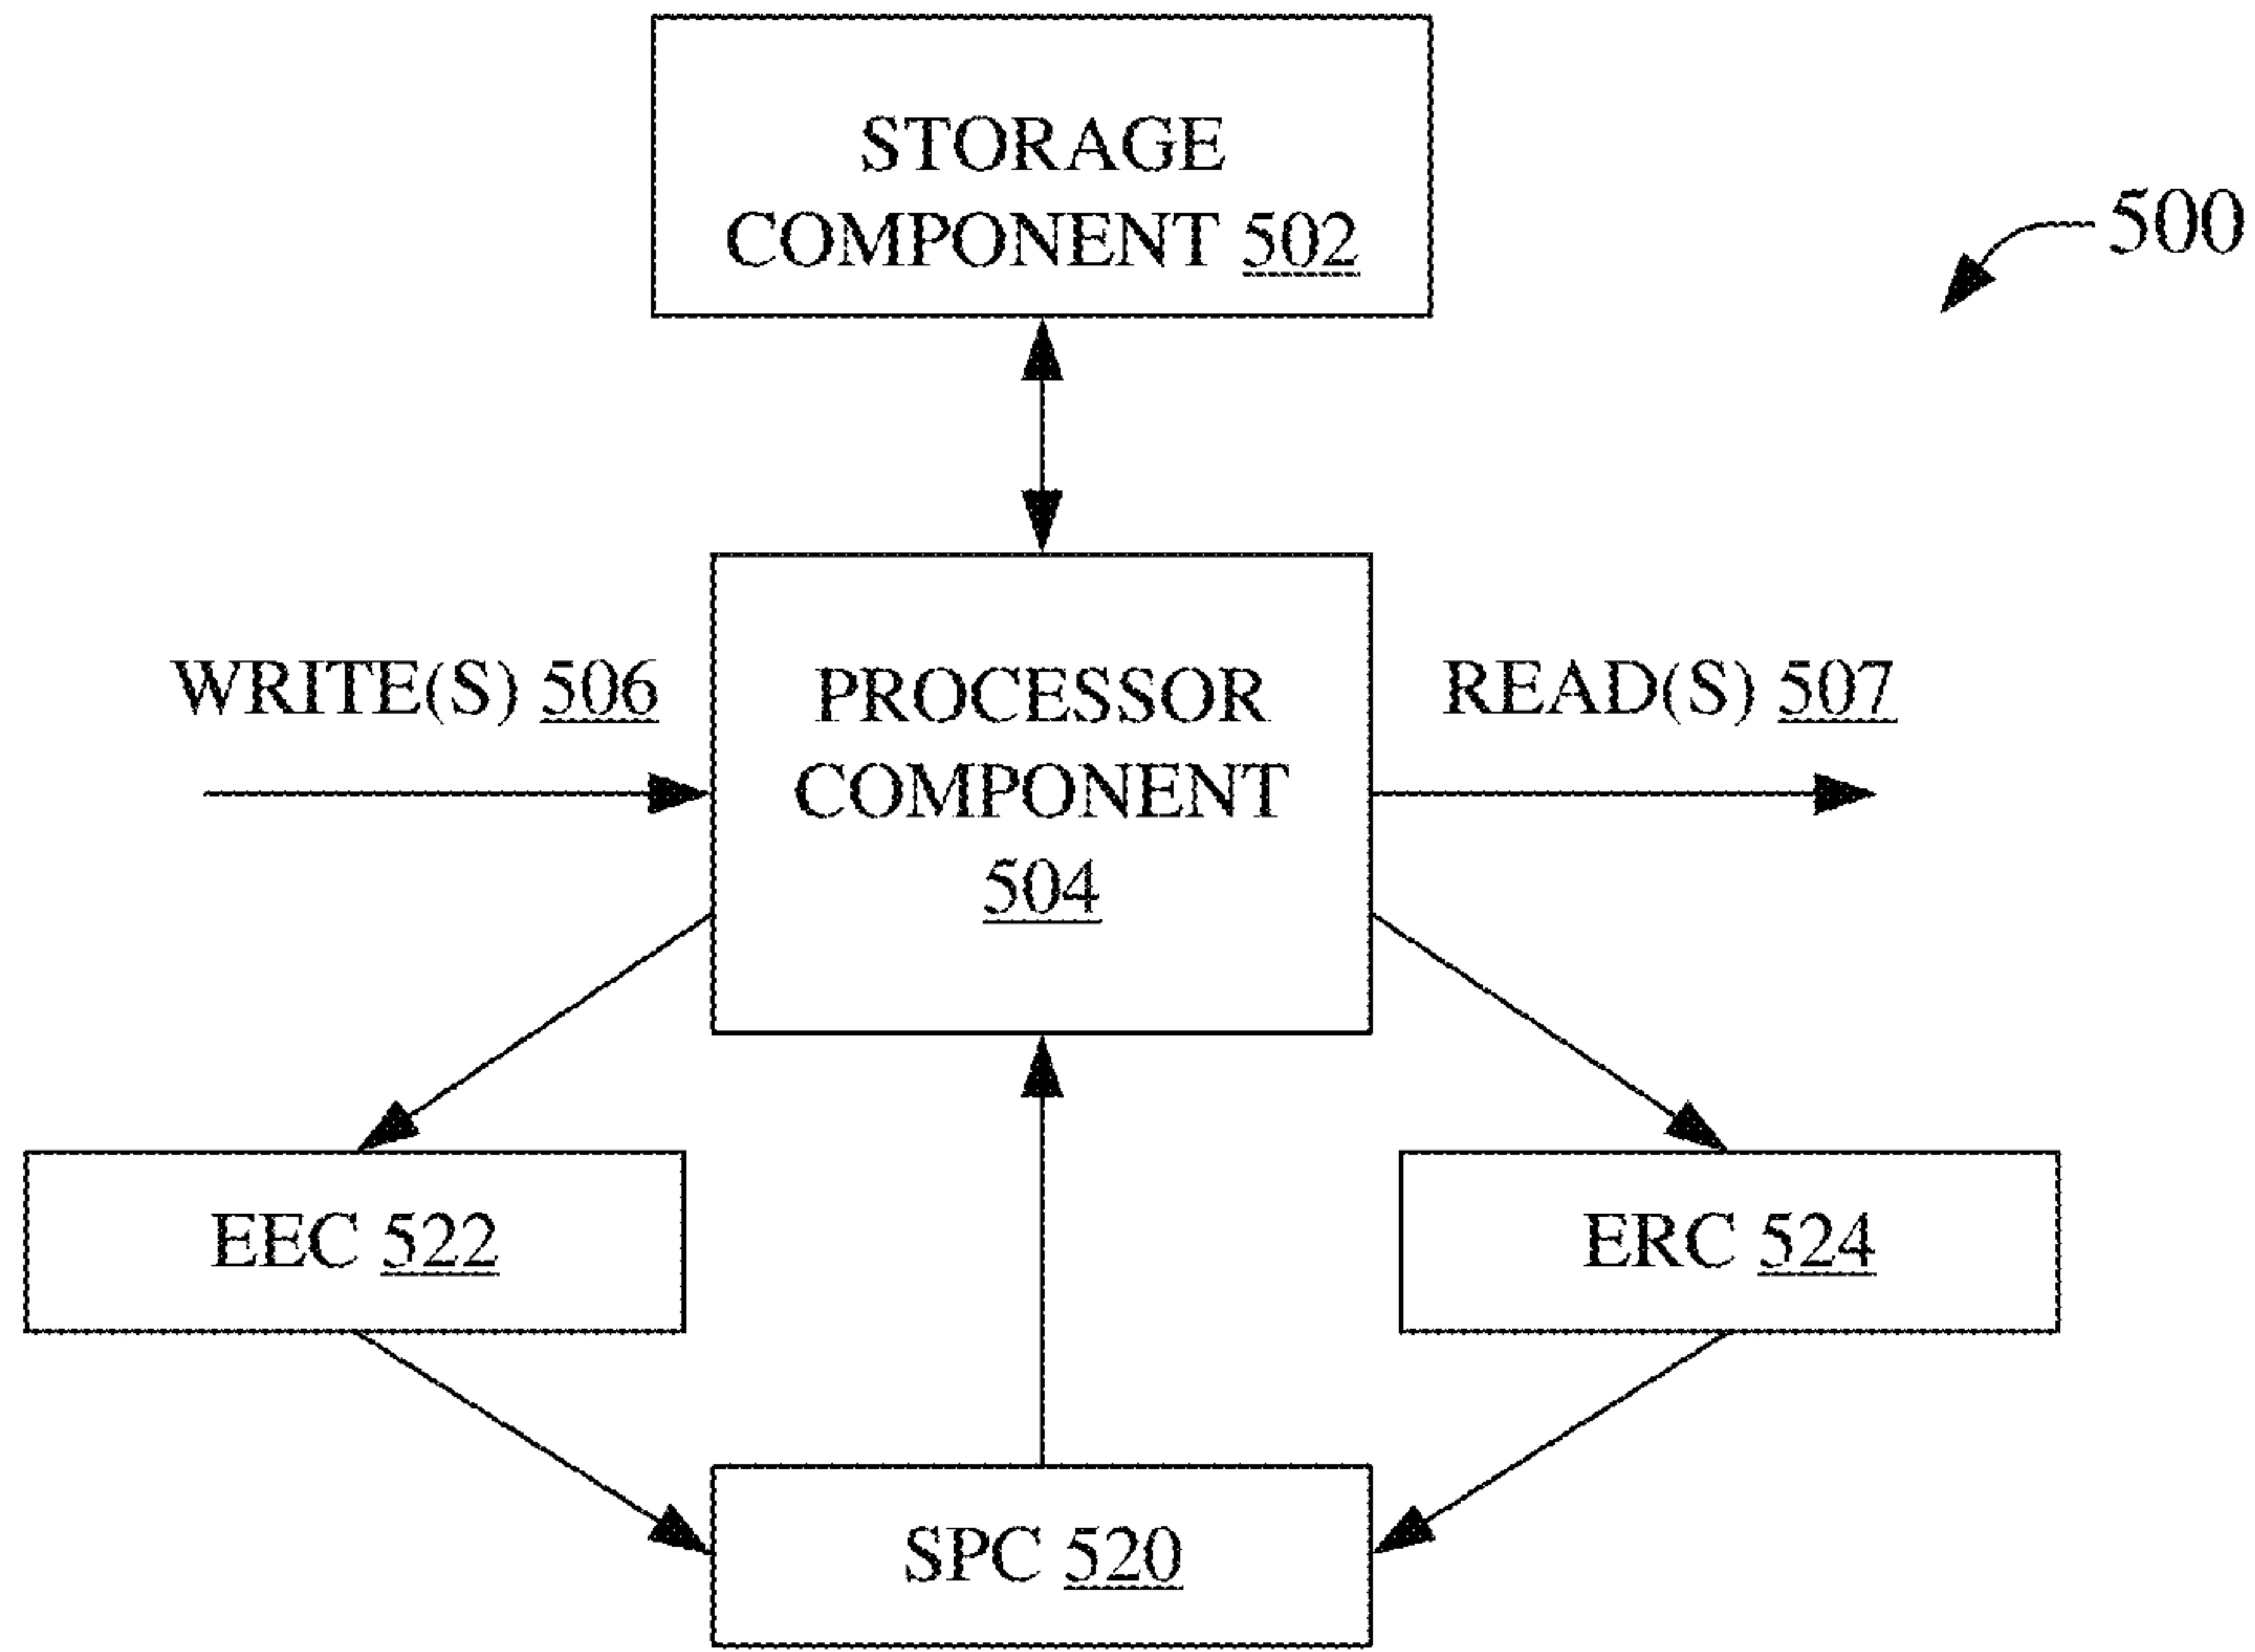 STORAGE
COMPONENT 502
500
WRITE(S) 506
PROCESSOR
COMPONENT
504
READ(S) 507
EEC 522
ERC 524
SPC 520